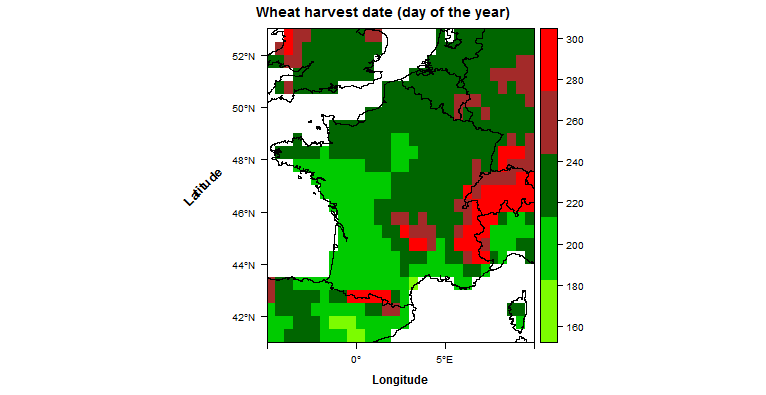 Wheat harvest date (day of the year)
52°N
50°N
48°N
46°N
44°N
42°N
Latitude
0°
5°E
Longitude
300
280
260
240
220
200
180
160